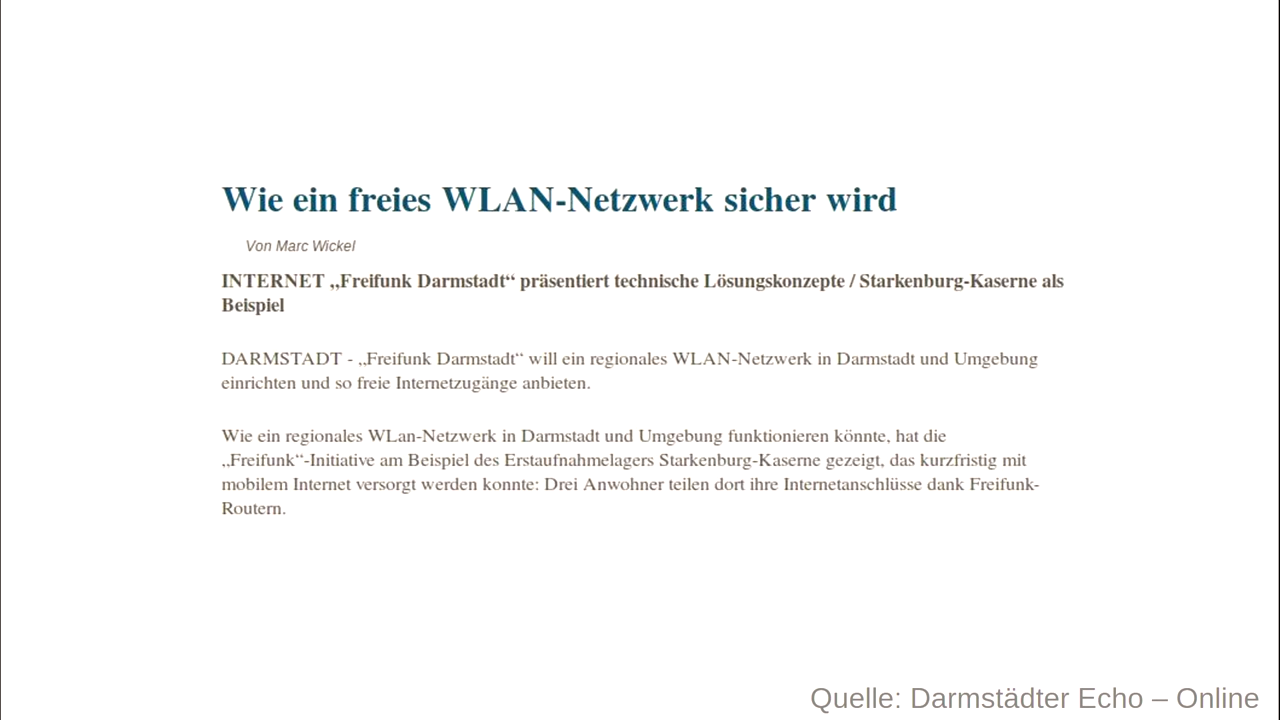 Wie ein freies WLAN-Netzwerk sicher wird
Von Marc Wickel
INTERNET „Freifunk Darmstadt“ präsentiert technische Lösungskonzepte / Starkenburg-Kaserne als
Beispiel
DARMSTADT - „Freifunk Darmstadt“ will ein regionales WLAN-Netzwerk in Darmstadt und Umgebung
einrichten und so freie Internetzugänge anbieten.
Wie ein regionales WLan-Netzwerk in Darmstadt und Umgebung funktionieren könnte, hat die
„Freifunk“-Initiative am Beispiel des Erstaufnahmelagers Starkenburg-Kaserne gezeigt, das kurzfristig mit
mobilem Internet versorgt werden konnte: Drei Anwohner teilen dort ihre Internetanschlüsse dank Freifunk-
Routern.
Quelle: Darmstädter Echo – Online